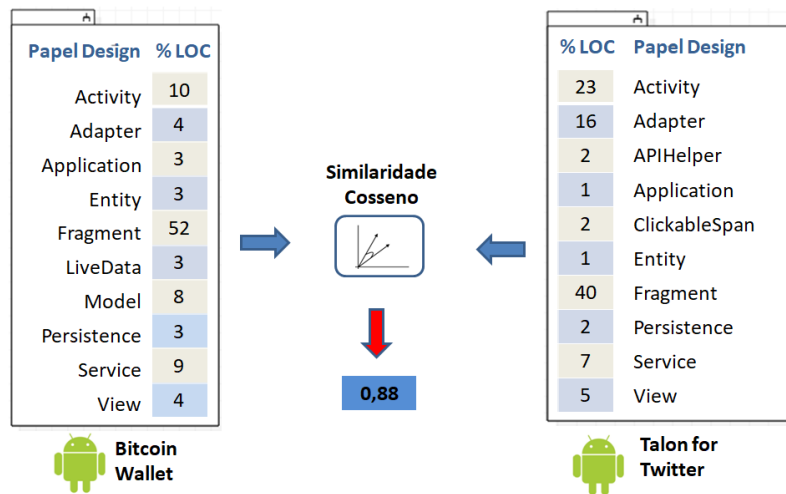 Papel Design % LOC
Activity 10
Adapter 4
Application 3
Entity 3
Fragment 52
LiveData 3
Model 8
Persistence 3
Service 9
View 4
Bitcoin
Wallet
Similaridade
Cosseno
0,88
% LOC Papel Design
23 Activity
16 Adapter
2 APIHelper
1 Application
2 ClickableSpan
1 Entity
40 Fragment
2 Persistence
7 Service
5 View
Talon for
Twitter